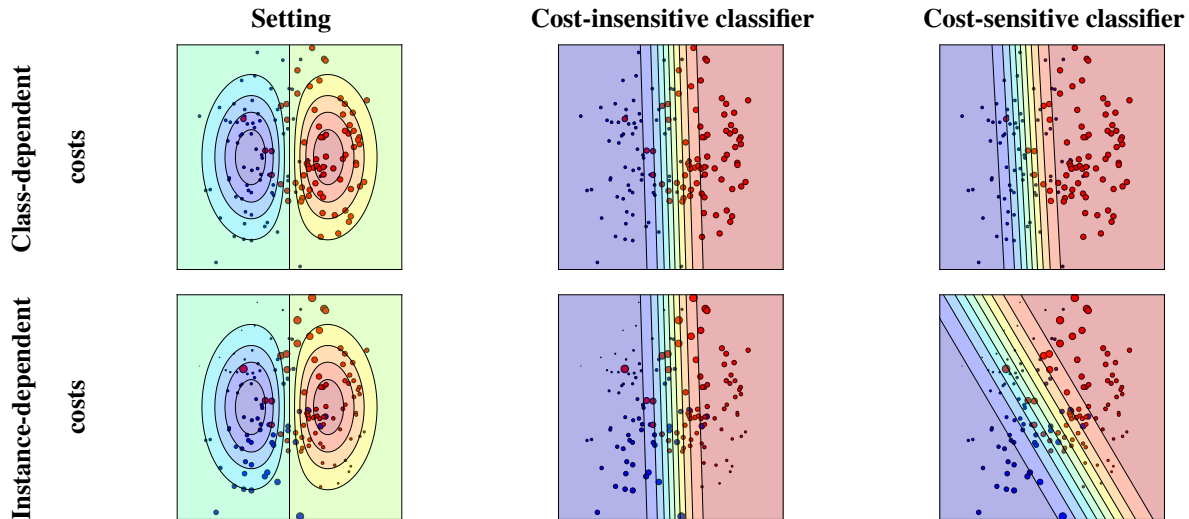 Setting
Cost-insensitive classifier
Cost-sensitive classifier
Class-dependent
costs
Instance-dependent
costs